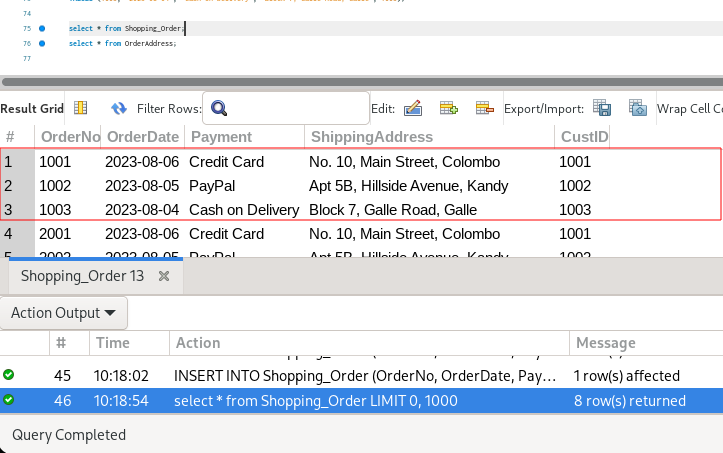 75 select * from Shopping_Order;
76 select * from OrderAddress;
77
Result Grid Filter Rows: Edit: Export/Import: Wrap Cell Co
# OrderNo OrderDate Payment ShippingAddress CustID
1 1001 2023-08-06 Credit Card No. 10, Main Street, Colombo 1001
2 1002 2023-08-05 PayPal Apt 5B, Hillside Avenue, Kandy 1002
3 1003 2023-08-04 Cash on Delivery Block 7, Galle Road, Galle 1003
4 2001 2023-08-06 Credit Card No. 10, Main Street, Colombo 1001
5 2002 2023-08-05 PayPal Apt 5B, Hillside Avenue, Kandy 1002
Shopping_Order 13
Action Output
# Time Action Message
45 10:18:02 INSERT INTO Shopping_Order (OrderNo, OrderDate, Pay... 1 row(s) affected
46 10:18:54 select * from Shopping_Order LIMIT 0, 1000 8 row(s) returned
Query Completed